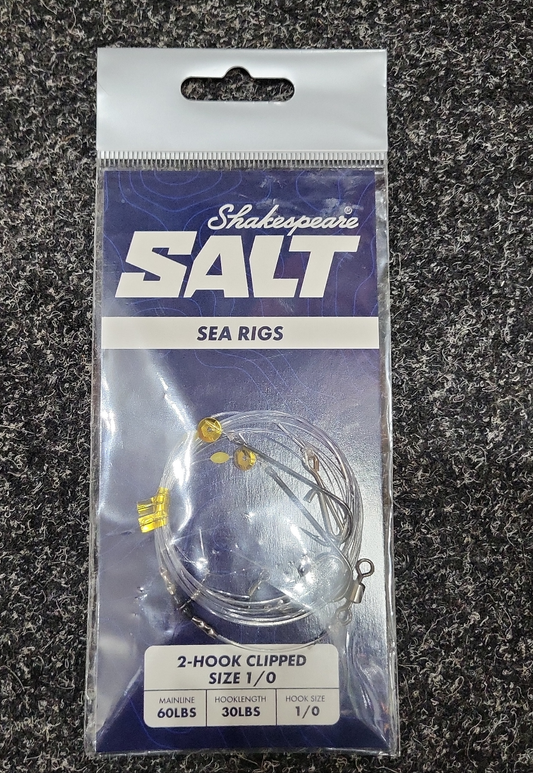 Shakespeare®
SALT
SEA RIGS
2-HOOK CLIPPED
SIZE 1/0
MAINLINE HOOKLENGTH HOOK SIZE
60LBS 30LBS 1/0